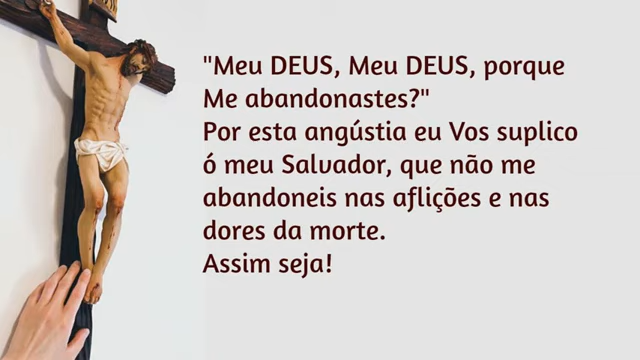 "Meu DEUS, Meu DEUS, porque
Me abandonastes?"
Por esta angústia eu Vos suplico
ó meu Salvador, que não me
abandoneis nas aflições e nas
dores da morte.
Assim seja!